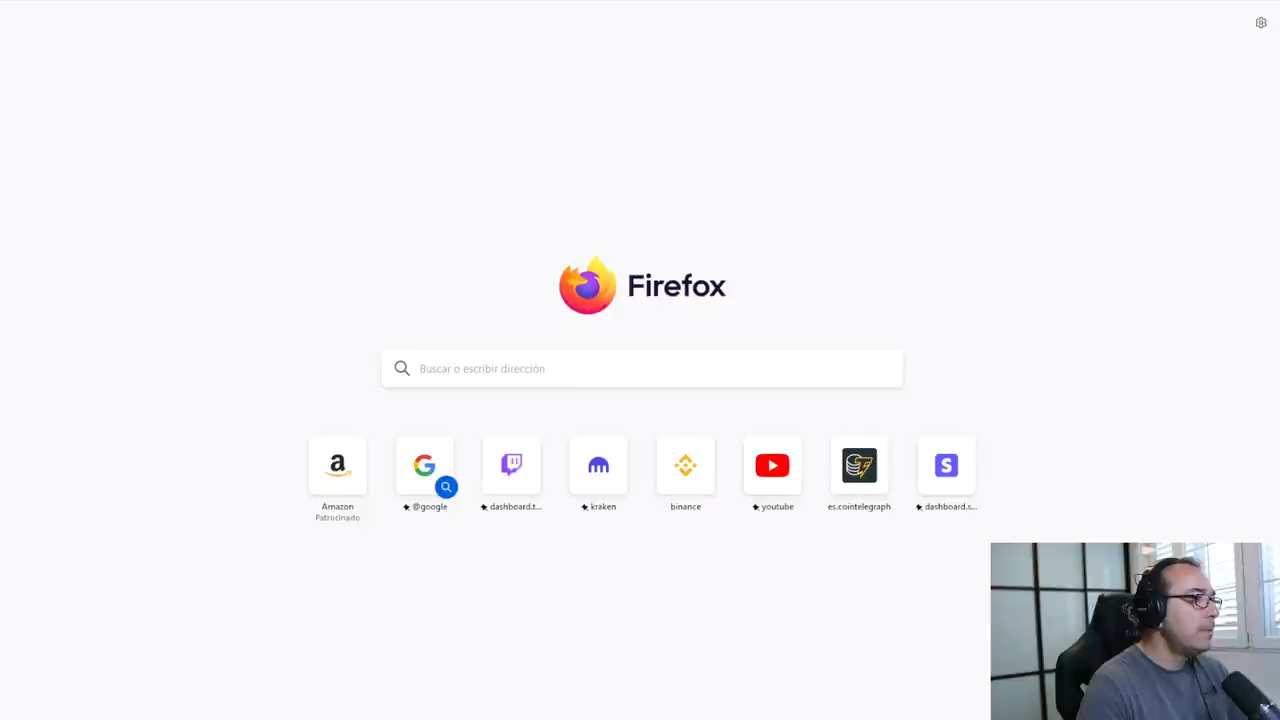 Firefox
Buscar o escribir dirección
Amazon
Patrocinado
@google
dashboard.t...
kraken
binance
youtube
es.cointelegraph
dashboard.s...